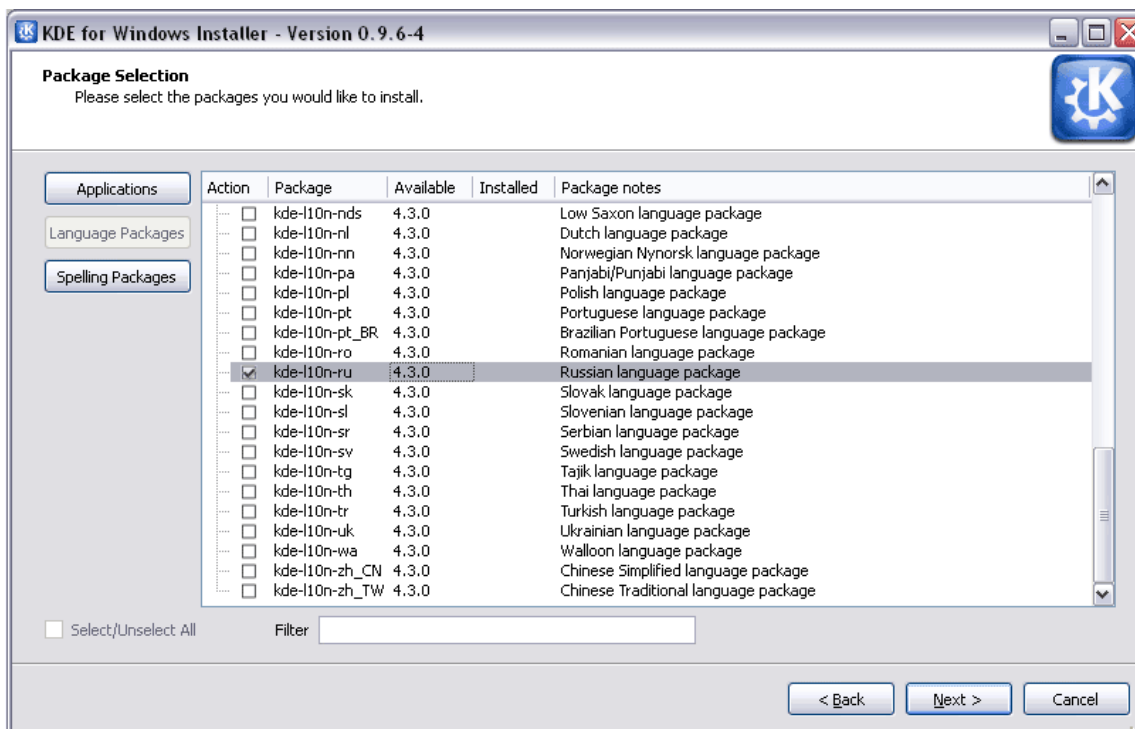 KDE for Windows Installer - Version 0.9.6-4
Package Selection
Please select the packages you would like to install.
Applications
Language Packages
Spelling Packages
Action Package Available Installed Package notes
kde-l10n-nds 4.3.0 Low Saxon language package
kde-l10n-nl 4.3.0 Dutch language package
kde-l10n-nn 4.3.0 Norwegian Nynorsk language package
kde-l10n-pa 4.3.0 Panjabi/Punjabi language package
kde-l10n-pl 4.3.0 Polish language package
kde-l10n-pt 4.3.0 Portuguese language package
kde-l10n-pt_BR 4.3.0 Brazilian Portuguese language package
kde-l10n-ro 4.3.0 Romanian language package
kde-l10n-ru 4.3.0 Russian language package
kde-l10n-sk 4.3.0 Slovak language package
kde-l10n-sl 4.3.0 Slovenian language package
kde-l10n-sr 4.3.0 Serbian language package
kde-l10n-sv 4.3.0 Swedish language package
kde-l10n-tg 4.3.0 Tajik language package
kde-l10n-th 4.3.0 Thai language package
kde-l10n-tr 4.3.0 Turkish language package
kde-l10n-uk 4.3.0 Ukrainian language package
kde-l10n-wa 4.3.0 Walloon language package
kde-l10n-zh_CN 4.3.0 Chinese Simplified language package
kde-l10n-zh_TW 4.3.0 Chinese Traditional language package
Select/Unselect All Filter
< Back Next > Cancel